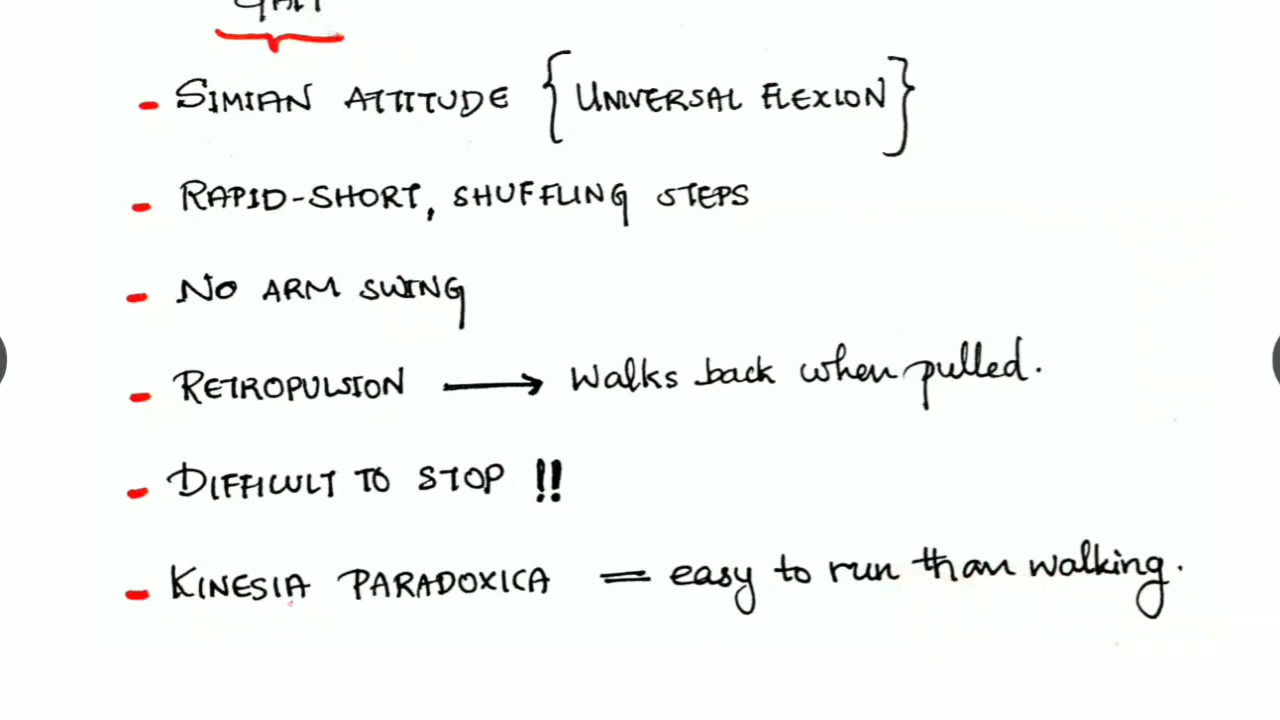 - SIMIAN ATTITUDE {UNIVERSAL FLEXION}
- RAPID-SHORT, SHUFFLING STEPS
- NO ARM SWING
- RETROPULSION → Walks back when pulled.
- DIFFICULT TO STOP !!
- KINESIA PARADOXICA = easy to run than walking.